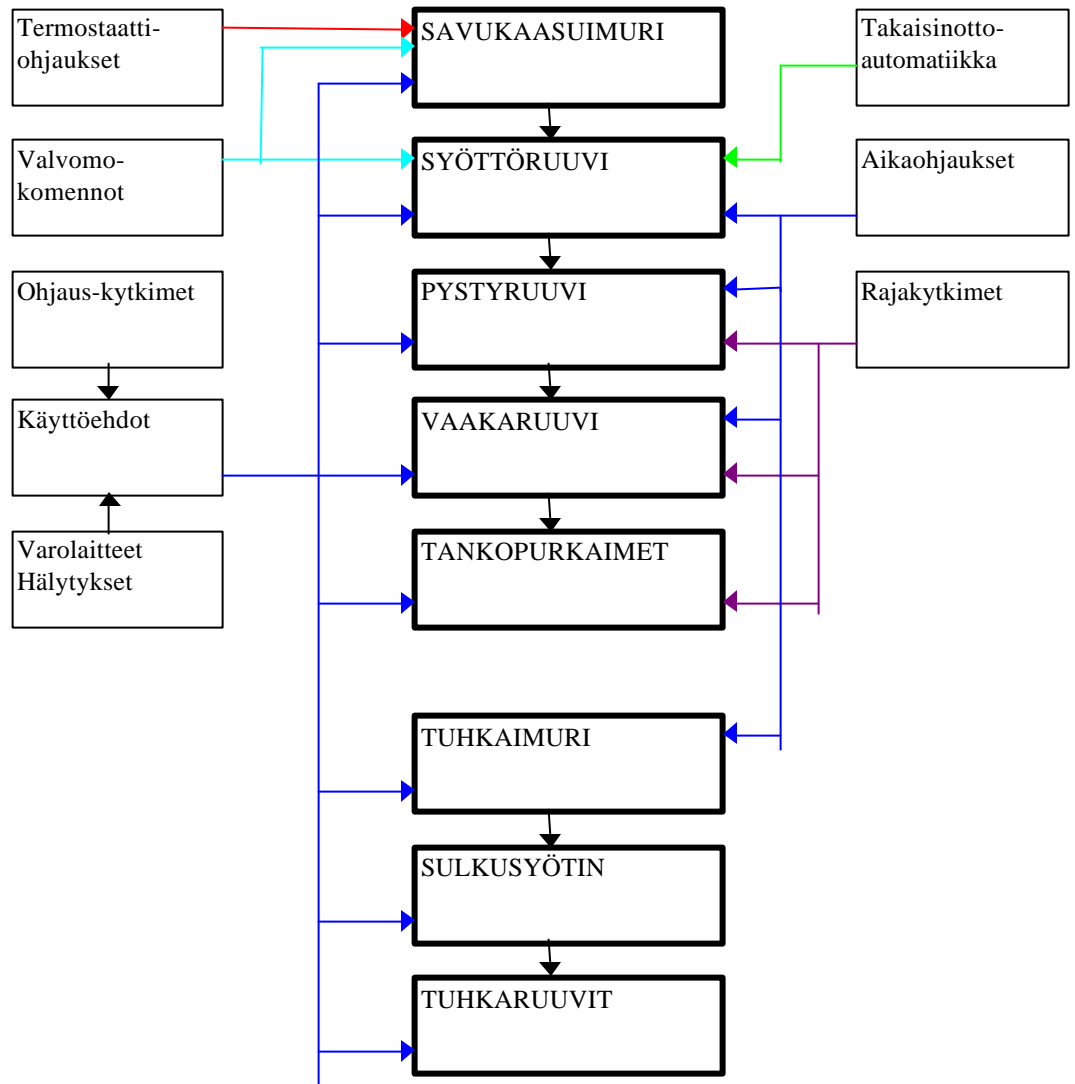 Termostaatti-
ohjaukset
SAVUKAASUIMURI
Takaisinotto-
automatiikka
Valvomo-
komennot
SYÖTTÖRUUVI
Aikaohjaukset
Ohjaus-kytkimet
PYSTYRUUVI
Rajakytkimet
Käyttöehdot
VAAKARUUVI
Varolaitteet
Hälytykset
TANKOPURKAIMET
TUHKAIMURI
SULKUSYÖTIN
TUHKARUUVIT